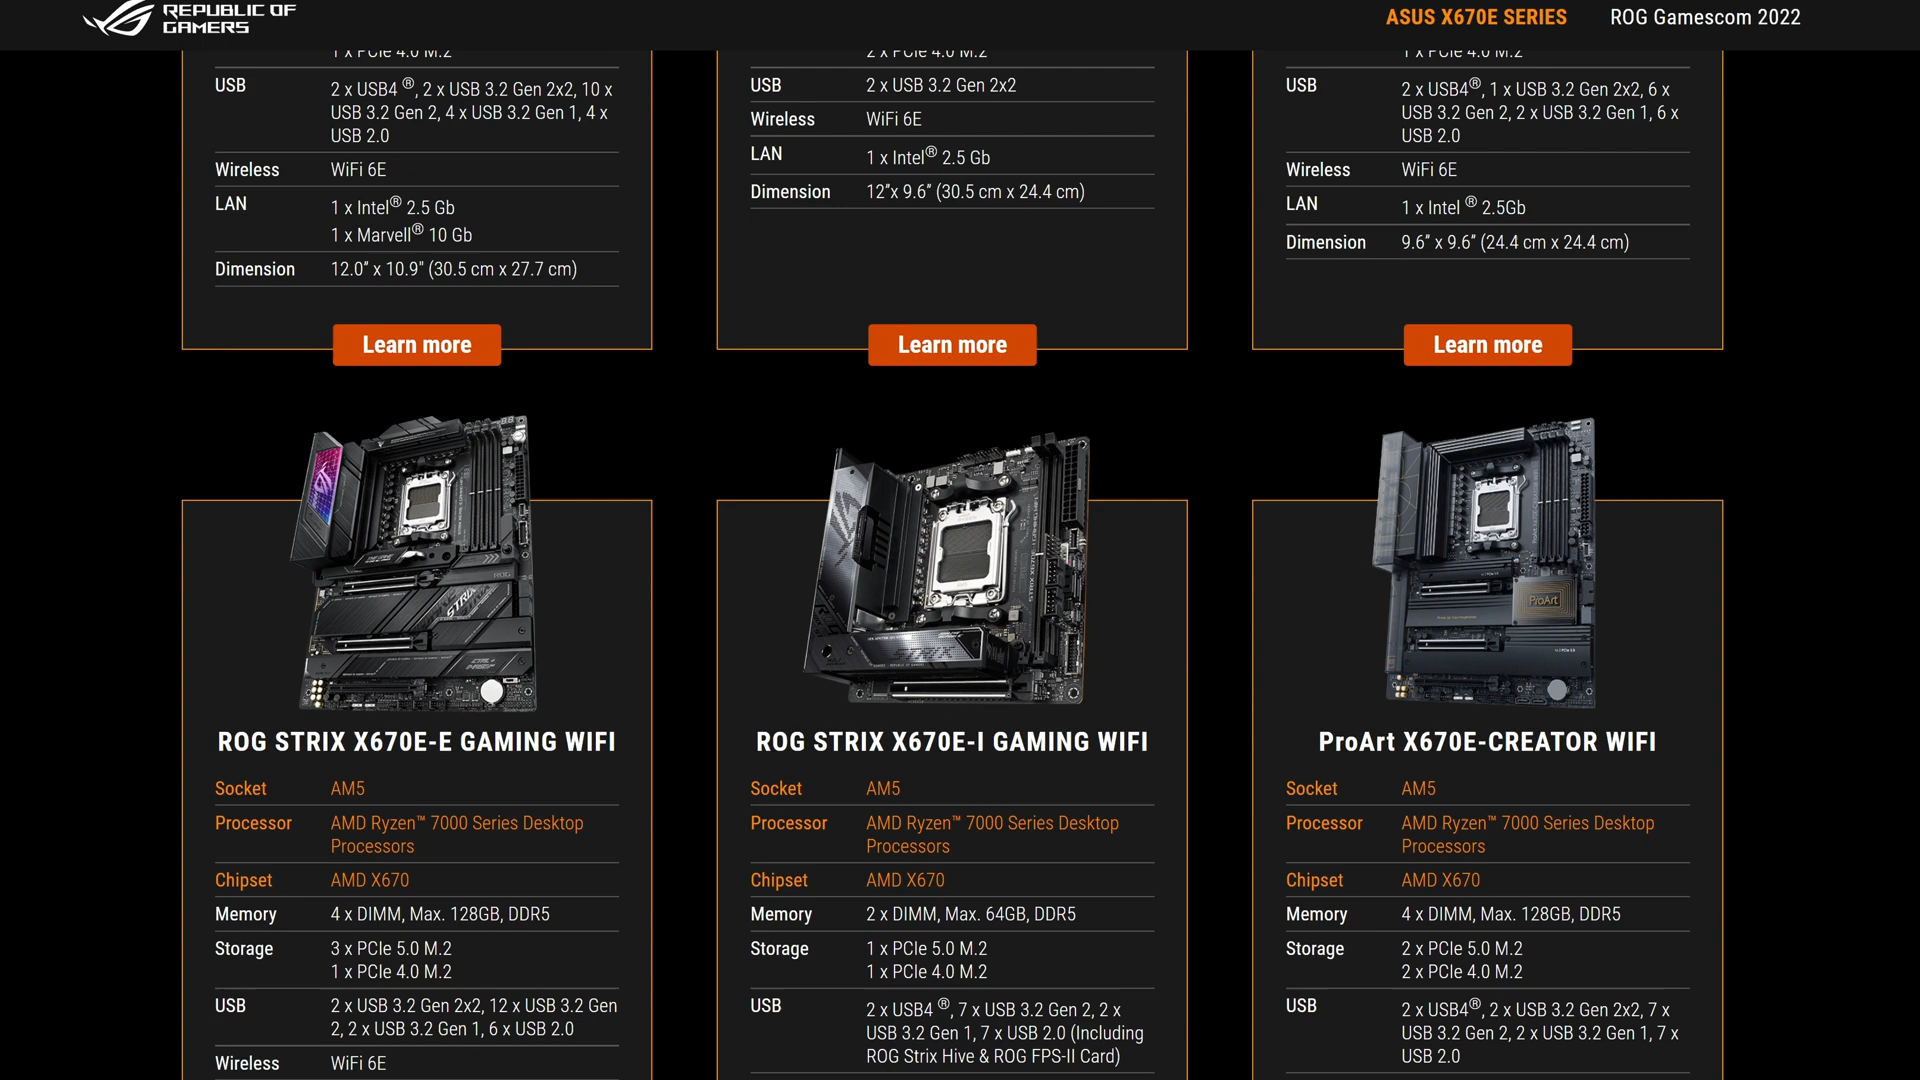 REPUBLIC OF
GAMERS
ASUS X670E SERIES
ROG Gamescom 2022
1 x PCIe 4.0 M.2
USB
2 x USB4 ®, 2 x USB 3.2 Gen 2x2, 10 x
USB 3.2 Gen 2, 4 x USB 3.2 Gen 1, 4 x
USB 2.0
Wireless
WiFi 6E
LAN
1 x Intel® 2.5 Gb
1 x Marvell® 10 Gb
Dimension
12.0” x 10.9" (30.5 cm x 27.7 cm)
Learn more
2 x PCIe 4.0 M.2
USB
2 x USB 3.2 Gen 2x2
Wireless
WiFi 6E
LAN
1 x Intel® 2.5 Gb
Dimension
12”x 9.6” (30.5 cm x 24.4 cm)
Learn more
1 x PCIe 4.0 M.2
USB
2 x USB4®, 1 x USB 3.2 Gen 2x2, 6 x
USB 3.2 Gen 2, 2 x USB 3.2 Gen 1, 6 x
USB 2.0
Wireless
WiFi 6E
LAN
1 x Intel ® 2.5Gb
Dimension
9.6” x 9.6” (24.4 cm x 24.4 cm)
Learn more
ROG STRIX X670E-E GAMING WIFI
Socket
AM5
Processor
AMD Ryzen™ 7000 Series Desktop
Processors
Chipset
AMD X670
Memory
4 x DIMM, Max. 128GB, DDR5
Storage
3 x PCIe 5.0 M.2
1 x PCIe 4.0 M.2
USB
2 x USB 3.2 Gen 2x2, 12 x USB 3.2 Gen
2, 2 x USB 3.2 Gen 1, 6 x USB 2.0
Wireless
WiFi 6E
ROG STRIX X670E-I GAMING WIFI
Socket
AM5
Processor
AMD Ryzen™ 7000 Series Desktop
Processors
Chipset
AMD X670
Memory
2 x DIMM, Max. 64GB, DDR5
Storage
1 x PCIe 5.0 M.2
1 x PCIe 4.0 M.2
USB
2 x USB4 ®, 7 x USB 3.2 Gen 2, 2 x
USB 3.2 Gen 1, 7 x USB 2.0 (Including
ROG Strix Hive & ROG FPS-II Card)
ProArt
ProArt X670E-CREATOR WIFI
Socket
AM5
Processor
AMD Ryzen™ 7000 Series Desktop
Processors
Chipset
AMD X670
Memory
4 x DIMM, Max. 128GB, DDR5
Storage
2 x PCIe 5.0 M.2
2 x PCIe 4.0 M.2
USB
2 x USB4®, 2 x USB 3.2 Gen 2x2, 7 x
USB 3.2 Gen 2, 2 x USB 3.2 Gen 1, 7 x
USB 2.0